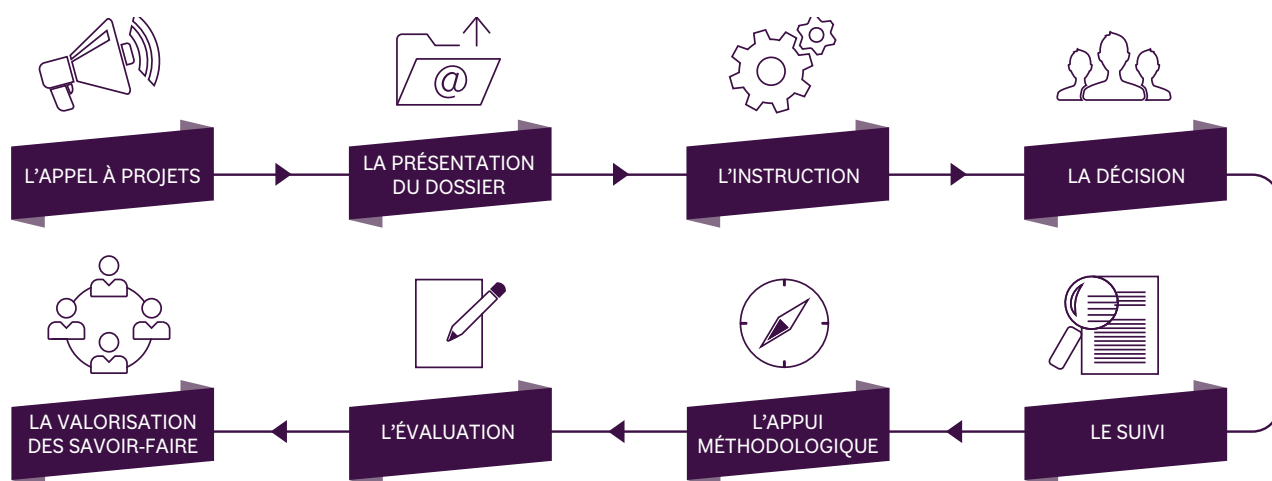 @
L'APPEL À PROJETS
LA PRÉSENTATION
DU DOSSIER
L'INSTRUCTION
LA DÉCISION
LE SUIVI
L'APPUI
MÉTHODOLOGIQUE
L'ÉVALUATION
LA VALORISATION
DES SAVOIR-FAIRE